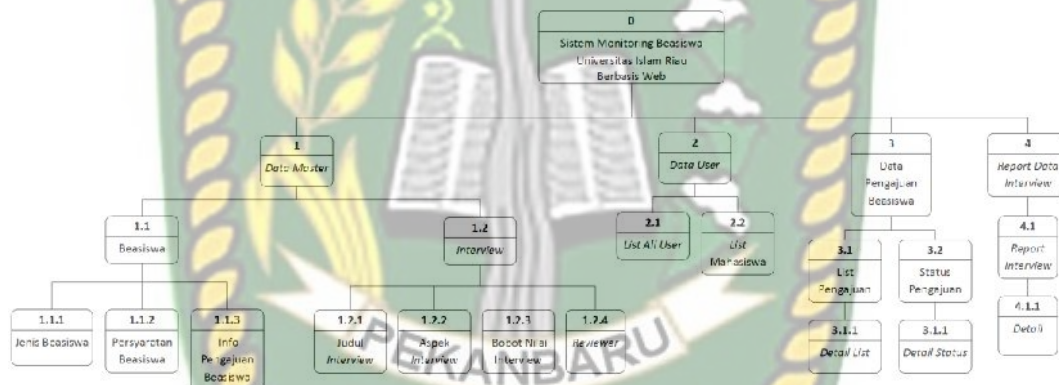 0
Sistem Monitoring Beasiswa
Universitas Islam Riau
Berbasis Web
1
Data Master
2
Data User
3
Data
Pengajuan
Beasiswa
4
Report Data
Interview
1.1
Beasiswa
1.2
Interview
2.1
List All User
2.2
List
Mahasiswa
3.1
List
Pengajuan
3.2
Status
Pengajuan
4.1
Report
Interview
1.1.1
Jenis Beasiswa
1.1.2
Persyaratan
Beasiswa
1.1.3
Info
Pengajuan
Beasiswa
1.2.1
Judul
Interview
1.2.2
Aspek
Interview
1.2.3
Bobot Nilai
Interview
1.2.4
Reviewer
3.1.1
Detail List
3.1.1
Detail Status
4.1.1
Detail
PEKANBARU